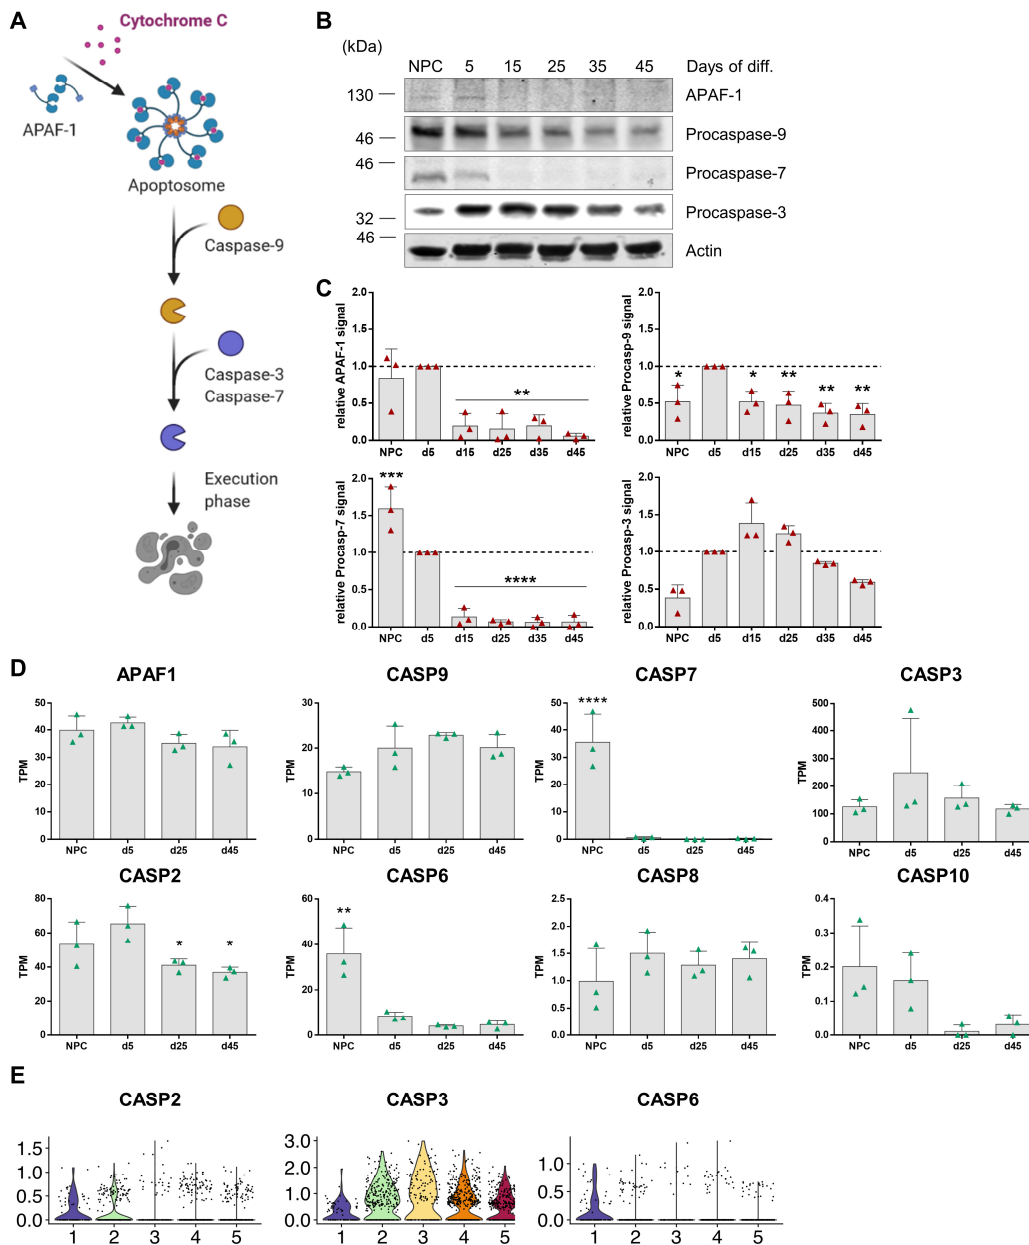 A
Cytochrome C
APAF-1
Apoptosome
Caspase-9
Caspase-3
Caspase-7
Execution
phase
B
(kDa)
NPC 5 15 25 35 45 Days of diff.
130 APAF-1
46 Procaspase-9
46 Procaspase-7
32 Procaspase-3
46 Actin
C
relative APAF-1 signal
2.0
1.5
1.0
0.5
0.0
**
NPC d5 d15 d25 d35 d45
relative Procasp-9 signal
2.0
1.5
1.0
0.5
0.0
* * ** ** **
NPC d5 d15 d25 d35 d45
relative Procasp-7 signal
2.0
1.5
1.0
0.5
0.0
***
****
NPC d5 d15 d25 d35 d45
relative Procasp-3 signal
2.0
1.5
1.0
0.5
0.0
NPC d5 d15 d25 d35 d45
D
APAF1
TPM
50
40
30
20
10
0
NPC d5 d25 d45
CASP9
TPM
30
20
10
0
NPC d5 d25 d45
CASP7
TPM
50
40
30
20
10
0
****
NPC d5 d25 d45
CASP3
TPM
500
400
300
200
100
0
NPC d5 d25 d45
CASP2
TPM
80
60
40
20
0
* *
NPC d5 d25 d45
CASP6
TPM
60
40
20
0
**
NPC d5 d25 d45
CASP8
TPM
2.5
2.0
1.5
1.0
0.5
0.0
NPC d5 d25 d45
CASP10
TPM
0.4
0.3
0.2
0.1
0.0
NPC d5 d25 d45
E
CASP2
1.5
1.0
0.5
0.0
1 2 3 4 5
CASP3
3.0
2.0
1.0
0.0
1 2 3 4 5
CASP6
1.0
0.5
0.0
1 2 3 4 5